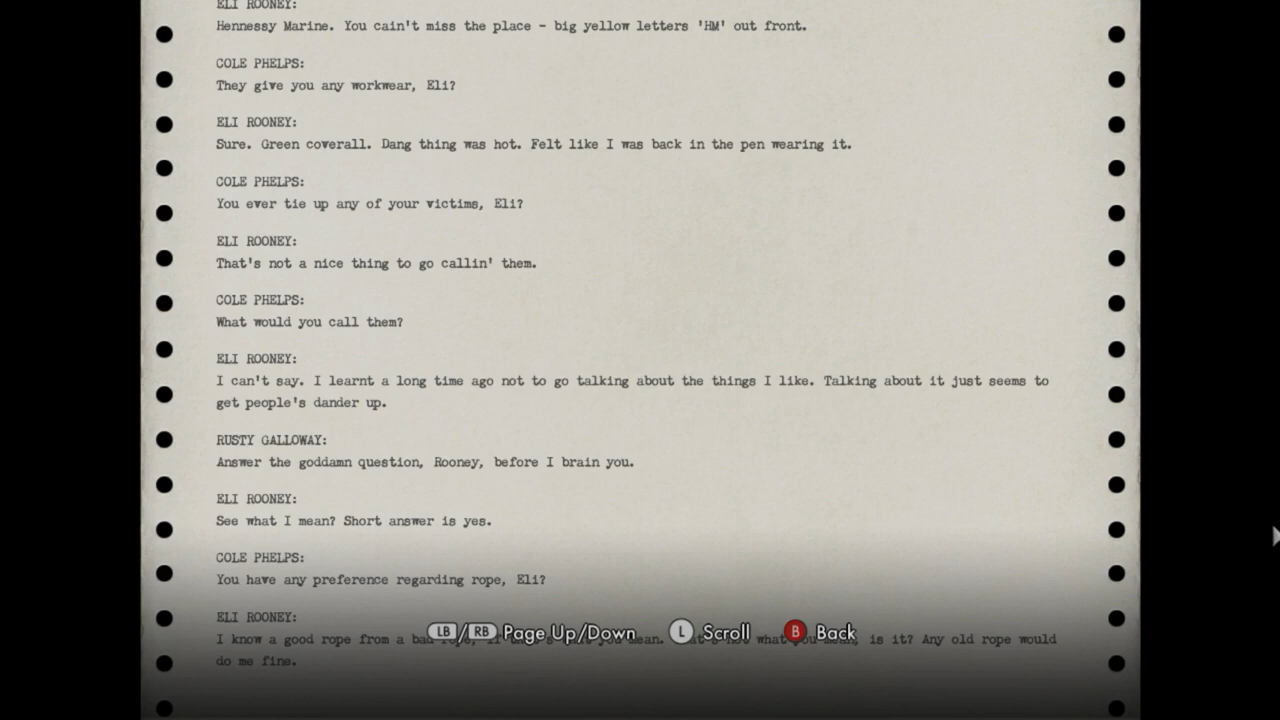 ELI ROONEY:
Hennessy Marine. You cain't miss the place - big yellow letters 'HM' out front.
COLE PHELPS:
They give you any workwear, Eli?
ELI ROONEY:
Sure. Green coverall. Dang thing was hot. Felt like I was back in the pen wearing it.
COLE PHELPS:
You ever tie up any of your victims, Eli?
ELI ROONEY:
That's not a nice thing to go callin' them.
COLE PHELPS:
What would you call them?
ELI ROONEY:
I can't say. I learnt a long time ago not to go talking about the things I like. Talking about it just seems to
get people's dander up.
RUSTY GALLOWAY:
Answer the goddamn question, Rooney, before I brain you.
ELI ROONEY:
See what I mean? Short answer is yes.
COLE PHELPS:
You have any preference regarding rope, Eli?
ELI ROONEY:
I know a good rope from a bad rope, mean. what is it? Any old rope would
LB/RB Page Up/Down L Scroll B Back
do me fine.